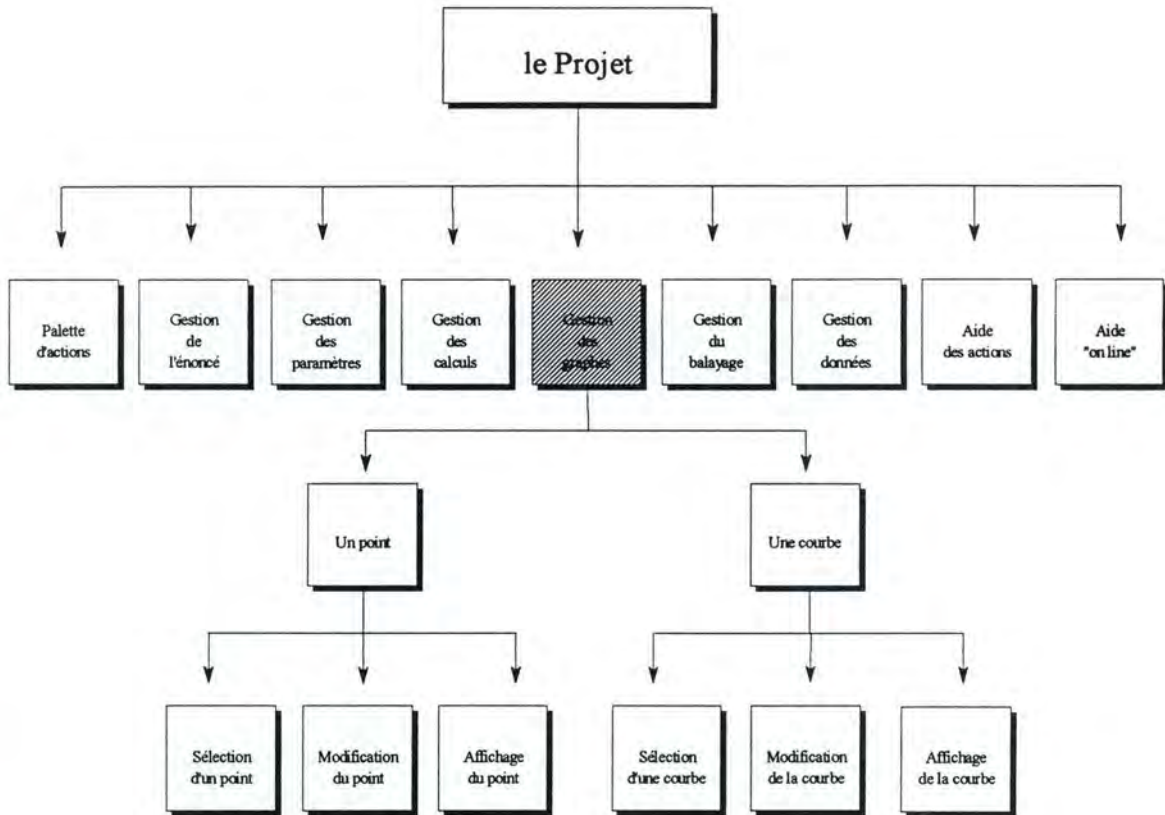 le Projet
Palette
d'actions
Gestion
de
l'énoncé
Gestion
des
paramètres
Gestion
des
calculs
Gestion
des
graphes
Gestion
du
balayage
Gestion
des
données
Aide
des actions
Aide
"on line"
Un point
Une courbe
Sélection
d'un point
Modification
du point
Affichage
du point
Sélection
d'une courbe
Modification
de la courbe
Affichage
de la courbe